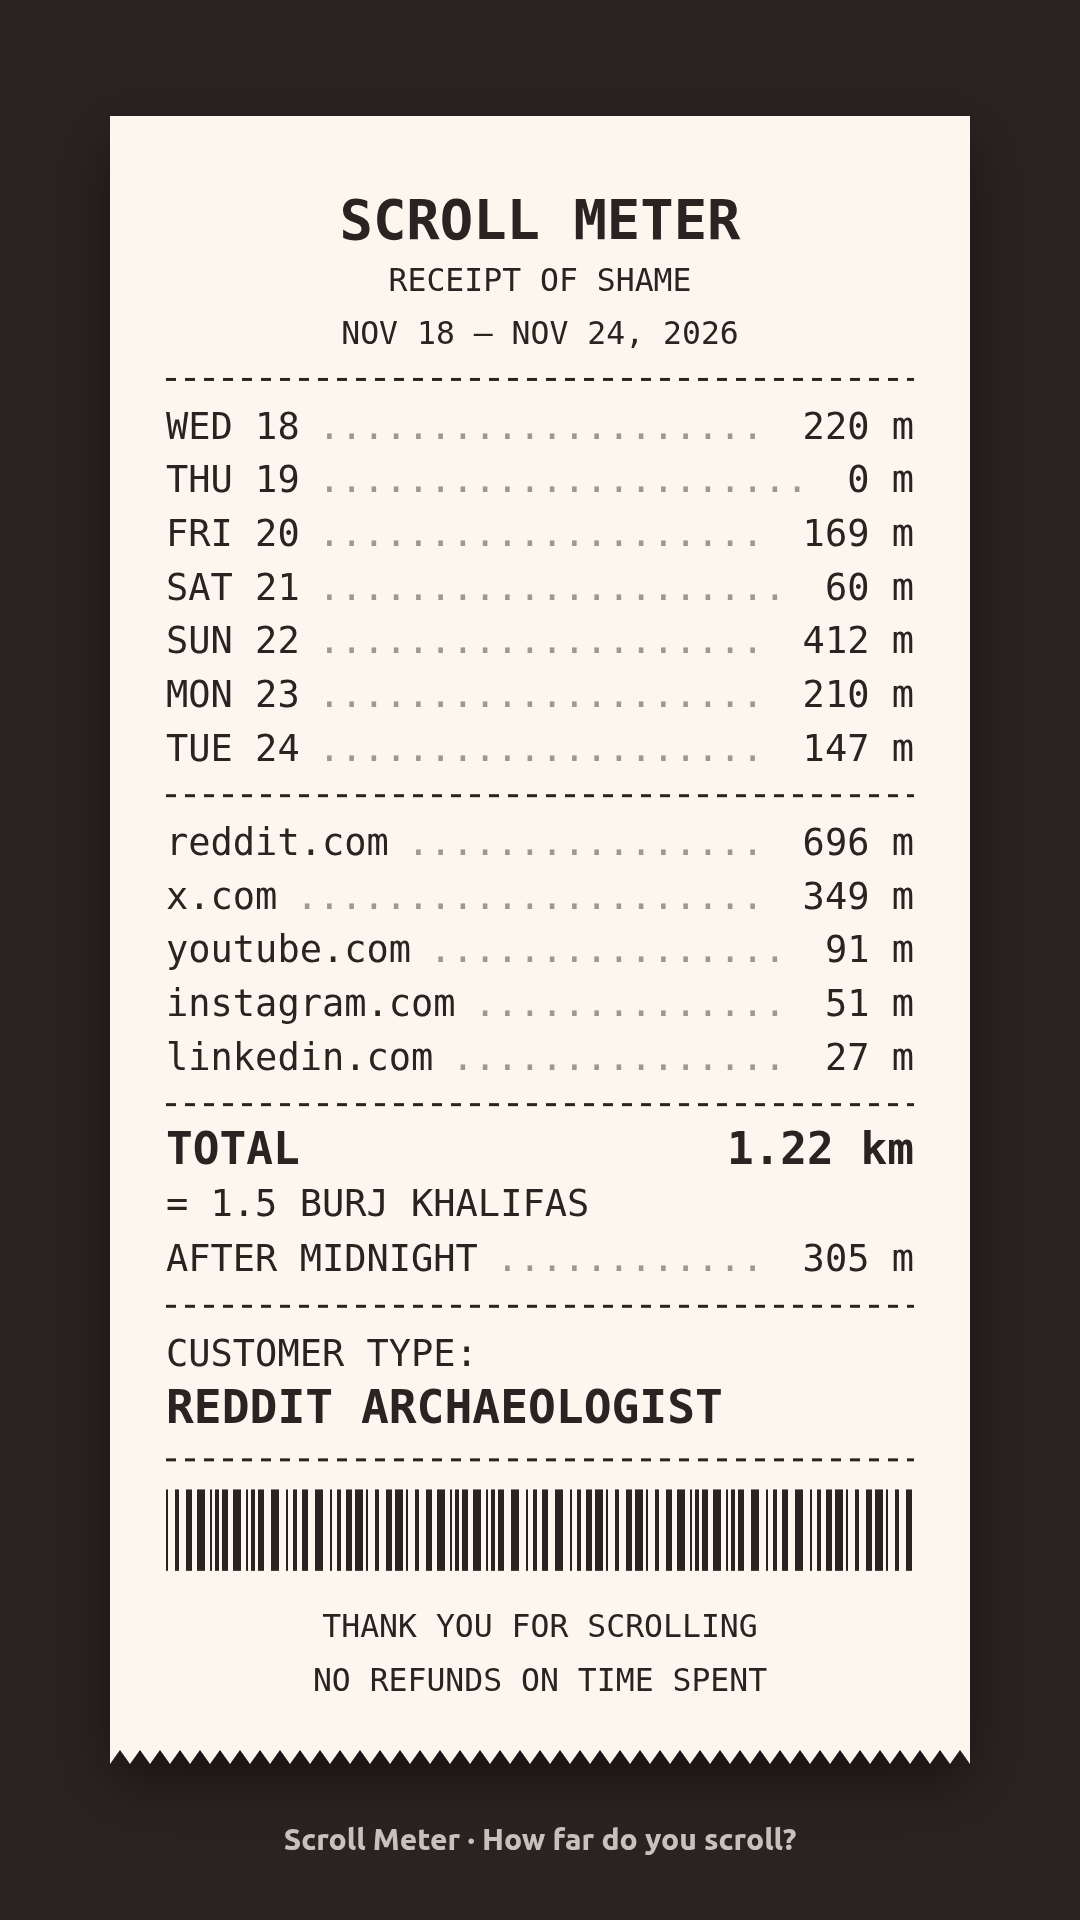 SCROLL METER
RECEIPT OF SHAME
NOV 18 — NOV 24, 2026
WED 18 .................... 220 m
THU 19 ...................... 0 m
FRI 20 .................... 169 m
SAT 21 ..................... 60 m
SUN 22 .................... 412 m
MON 23 .................... 210 m
TUE 24 .................... 147 m
reddit.com ................ 696 m
x.com ..................... 349 m
youtube.com ................ 91 m
instagram.com .............. 51 m
linkedin.com ............... 27 m
TOTAL 1.22 km
= 1.5 BURJ KHALIFAS
AFTER MIDNIGHT ............ 305 m
CUSTOMER TYPE:
REDDIT ARCHAEOLOGIST
THANK YOU FOR SCROLLING
NO REFUNDS ON TIME SPENT
Scroll Meter · How far do you scroll?